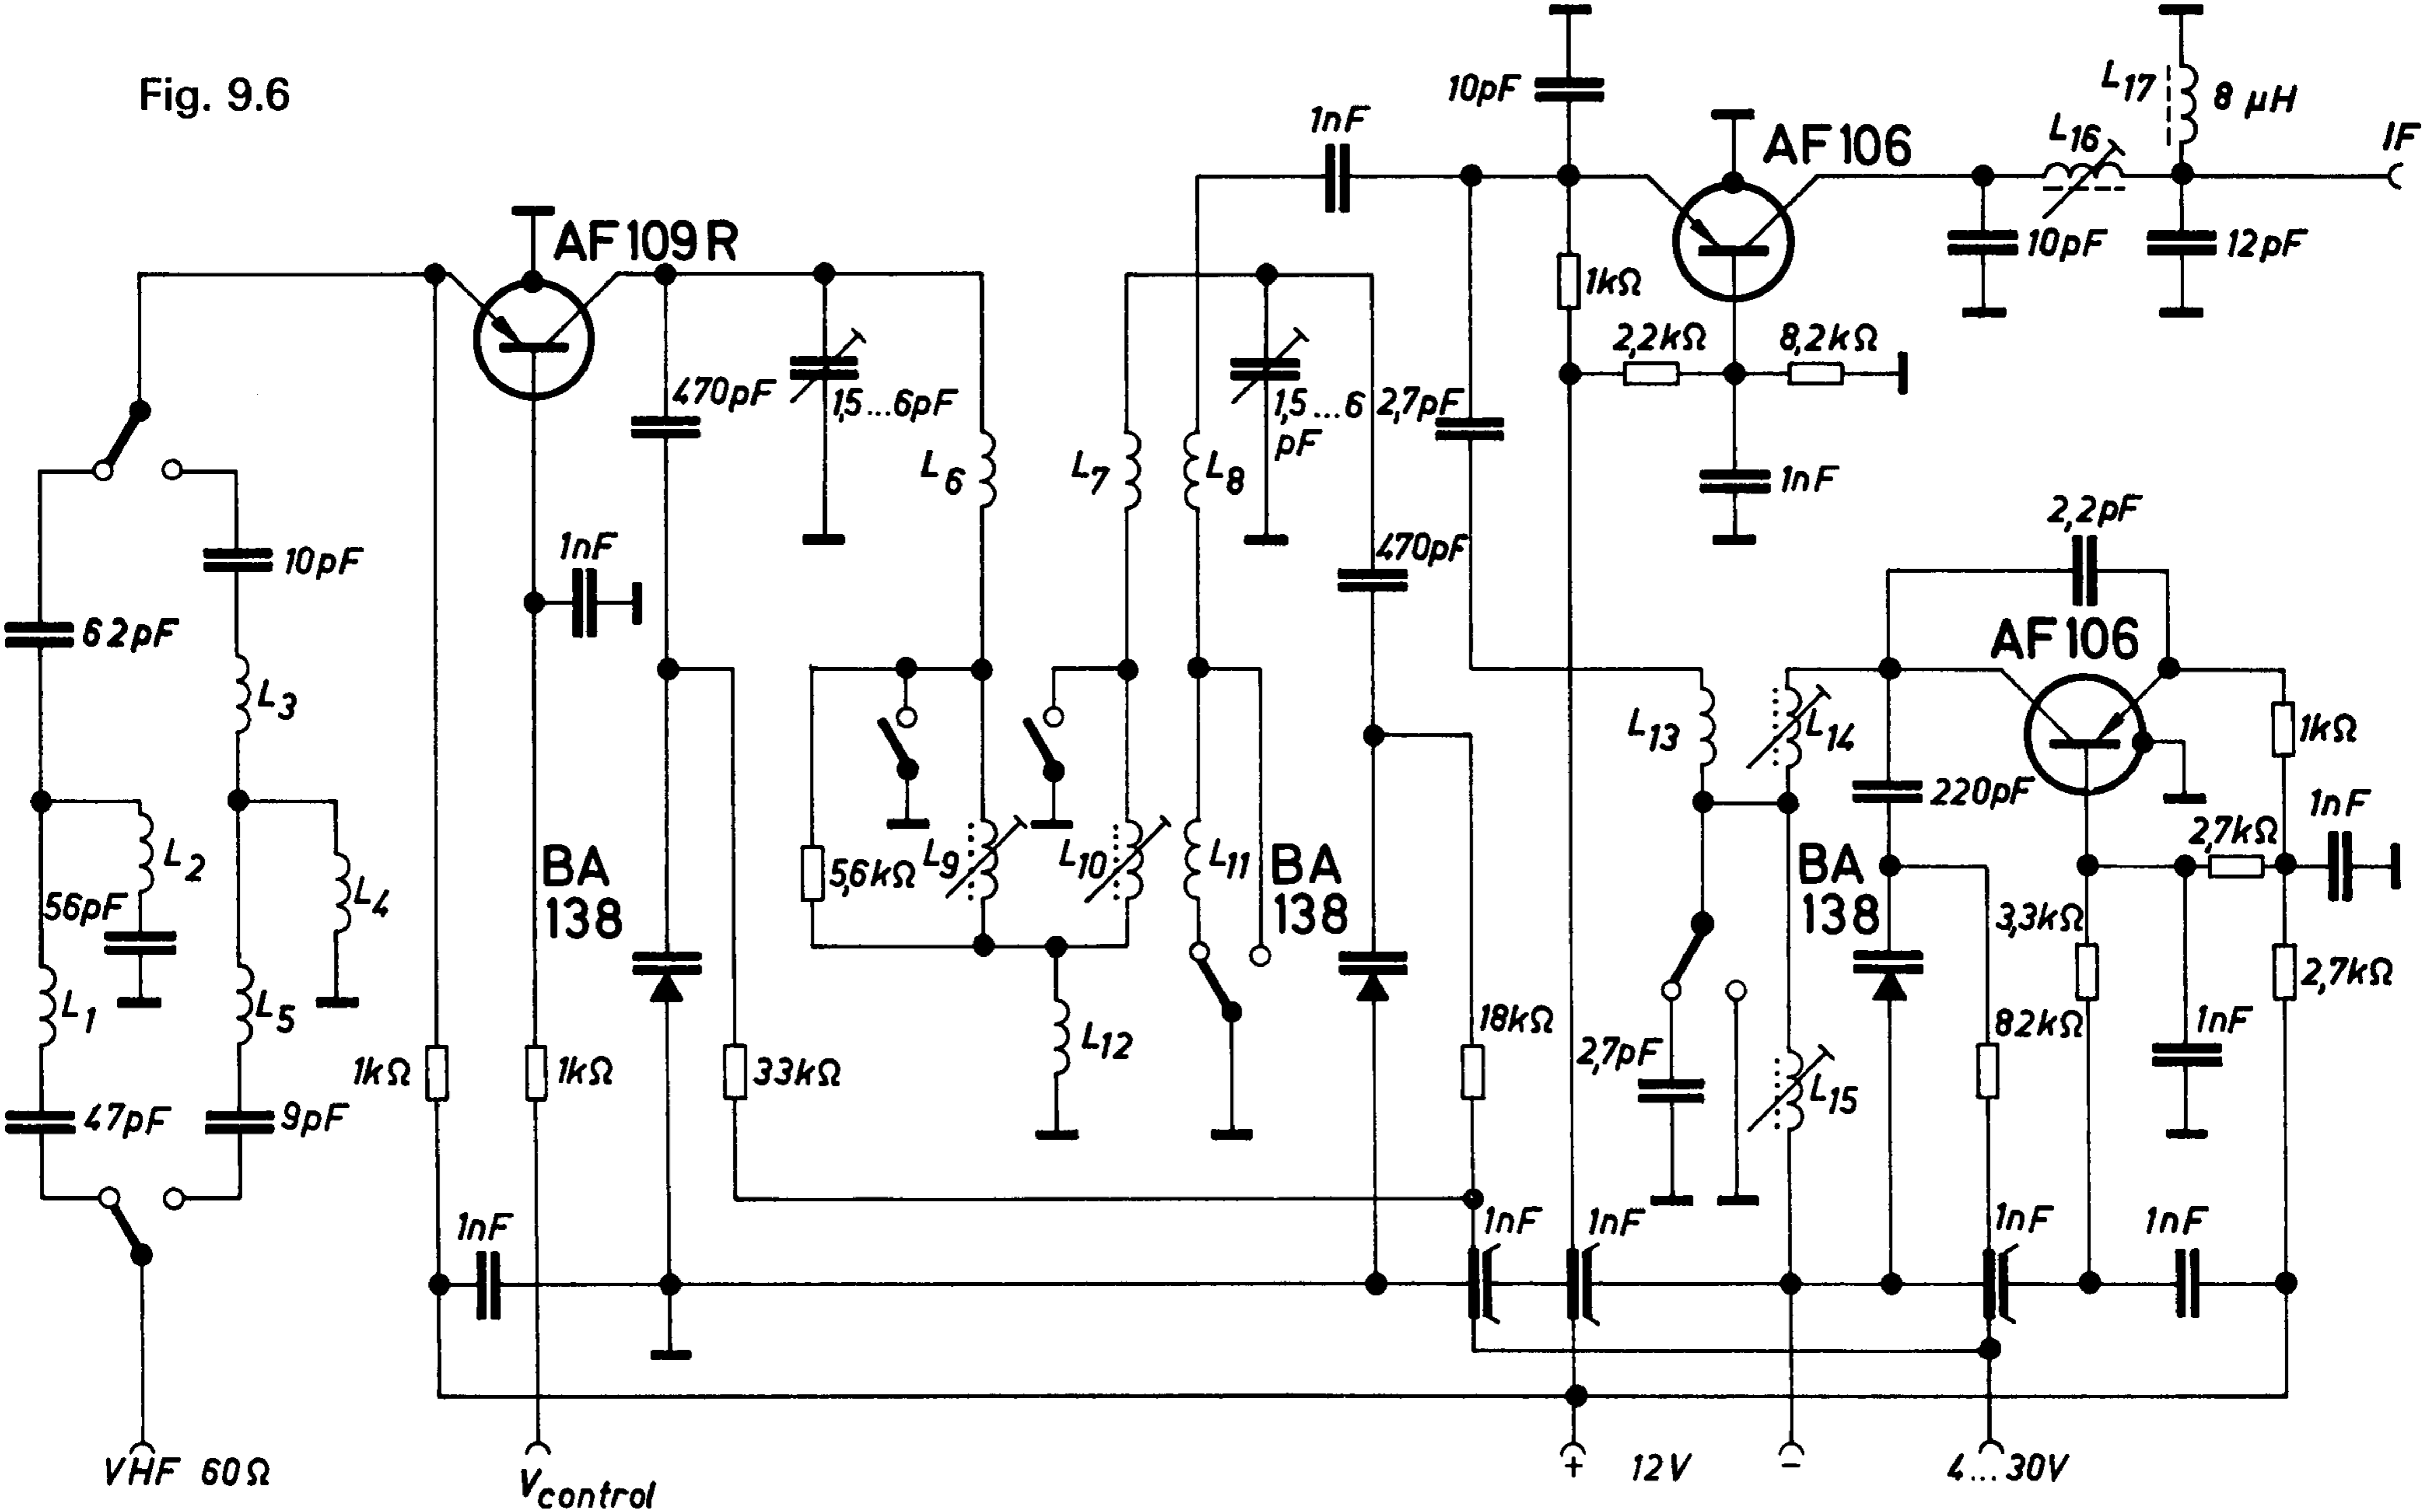 Fig. 9.6
10pF
L17
8 μH
1nF
AF106
L16
IF
AF109R
10pF
12pF
1kΩ
2,2kΩ
8,2kΩ
470pF
1,5...6pF
1,5...6
pF
2,7pF
L6
L7
L8
1nF
2,2pF
10pF
1nF
470pF
62pF
AF106
L3
L13
L14
1kΩ
220pF
1nF
L2
BA
138
5,6kΩ
L9
L10
L11
BA
138
BA
138
2,7kΩ
56pF
L4
3,3kΩ
2,7kΩ
L1
L5
L12
18kΩ
82kΩ
1nF
1kΩ
1kΩ
33kΩ
2,7pF
L15
47pF
9pF
1nF
1nF
1nF
1nF
1nF
VHF 60Ω
Vcontrol
+
12V
−
4...30V